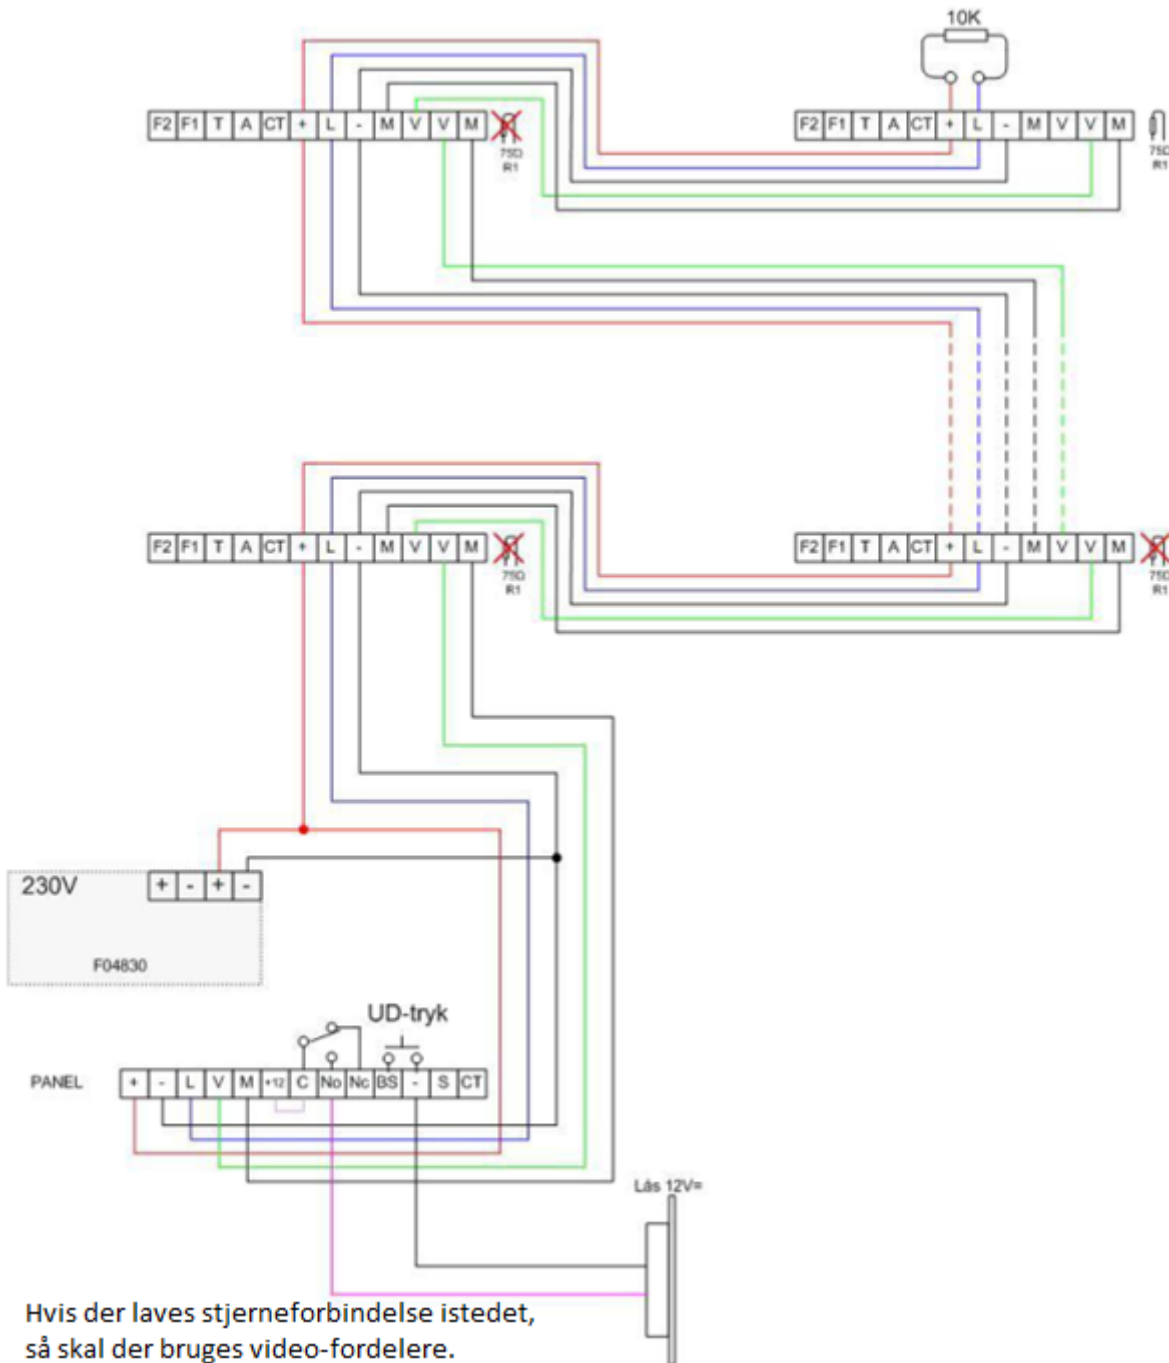 10K
F2 F1 T A CT + L - M V V M
75Ω
R1
F2 F1 T A CT + L - M V V M
75Ω
R1
F2 F1 T A CT + L - M V V M
75Ω
R1
F2 F1 T A CT + L - M V V M
75Ω
R1
230V
+ - + -
F04830
UD-tryk
PANEL
+ - L V M +12 C No Nc BS - S CT
Lås 12V=
Hvis der laves stjerneforbindelse istedet,
så skal der bruges video-fordelere.